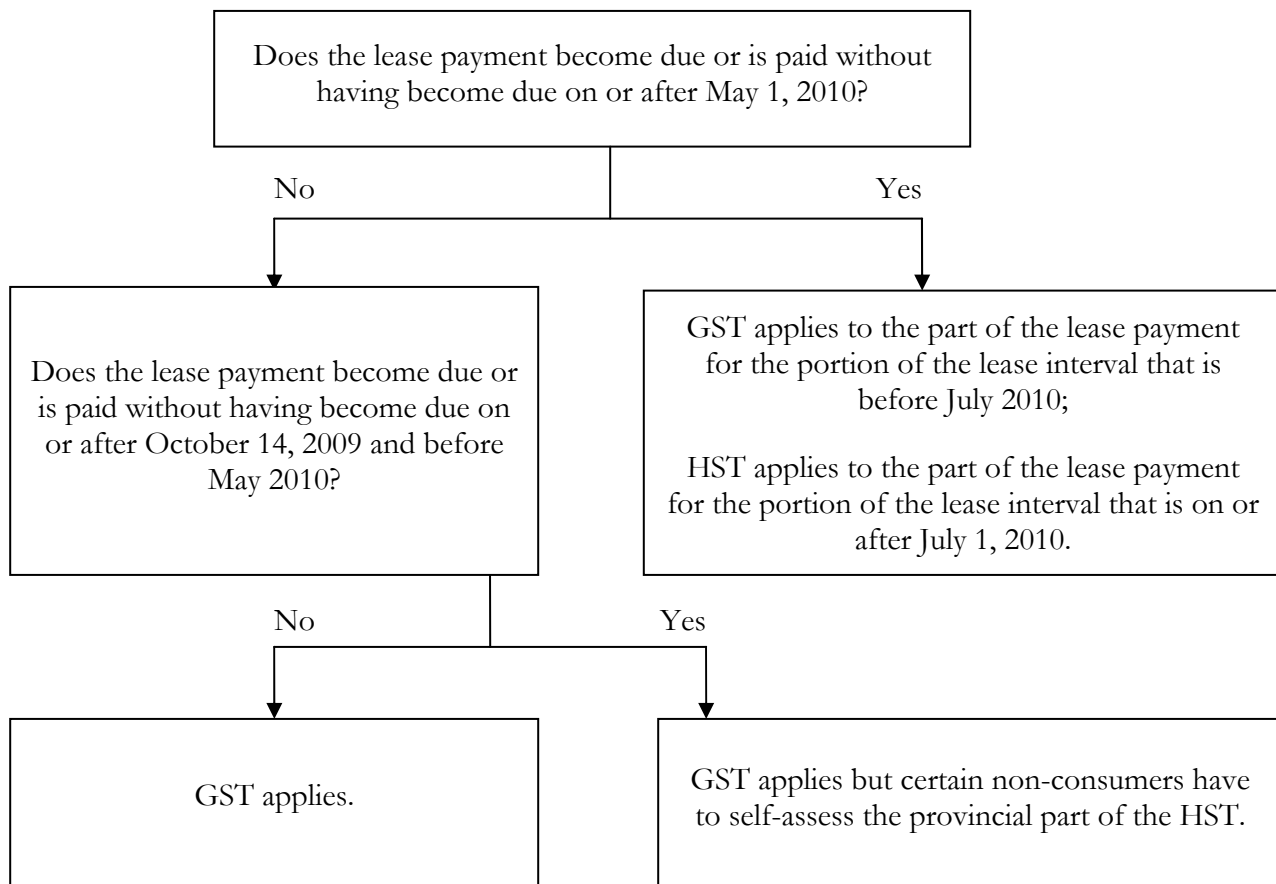 Does the lease payment become due or is paid without
having become due on or after May 1, 2010?
No
Yes
Does the lease payment become due or
is paid without having become due on
or after October 14, 2009 and before
May 2010?
GST applies to the part of the lease payment
for the portion of the lease interval that is
before July 2010;
HST applies to the part of the lease payment
for the portion of the lease interval that is on or
after July 1, 2010.
No
Yes
GST applies.
GST applies but certain non-consumers have
to self-assess the provincial part of the HST.